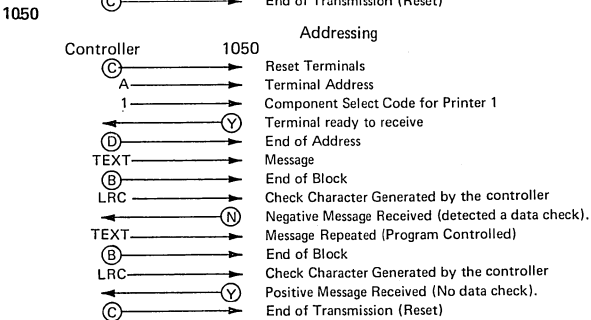 C End of Transmission (Reset)
1050
Addressing
Controller 1050
C Reset Terminals
A Terminal Address
1 Component Select Code for Printer 1
Y Terminal ready to receive
D End of Address
TEXT Message
B End of Block
LRC Check Character Generated by the controller
N Negative Message Received (detected a data check).
TEXT Message Repeated (Program Controlled)
B End of Block
LRC Check Character Generated by the controller
Y Positive Message Received (No data check).
C End of Transmission (Reset)